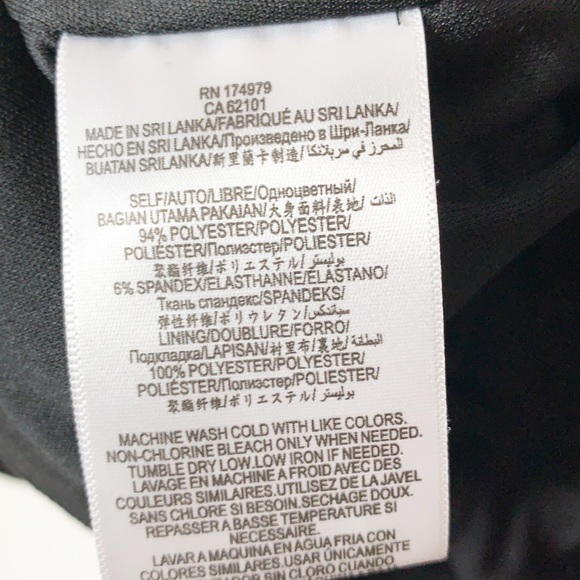 RN 174979
CA 62101
MADE IN SRI LANKA/FABRIQUÉ AU SRI LANKA/
HECHO EN SRI LANKA/Произведено в Шри-Ланка/
BUATAN SRILANKA/斯里蘭卡制造/المحرز في سريلانكا
SELF/AUTO/LIBRE/Одноцветный/
BAGIAN UTAMA PAKAIAN/大身面料/表地/الذات
94% POLYESTER/POLYESTER/
POLIÉSTER/Полиэстер/POLIESTER/
聚酯纤维/ポリエステル/بوليستر
6% SPANDEX/ELASTHANNE/ELASTANO/
Ткань спандекс/SPANDEKS/
弹性纤维/ポリウレタン/سباندكس
LINING/DOUBLURE/FORRO/
Подкладка/LAPISAN/衬里布/裏地/البطانة
100% POLYESTER/POLYESTER/
POLIÉSTER/Полиэстер/POLIESTER/
聚酯纤维/ポリエステル/بوليستر
MACHINE WASH COLD WITH LIKE COLORS.
NON-CHLORINE BLEACH ONLY WHEN NEEDED.
TUMBLE DRY LOW.LOW IRON IF NEEDED.
LAVAGE EN MACHINE A FROID AVEC DES
COULEURS SIMILAIRES.UTILISEZ DE LA JAVEL
SANS CHLORE SI BESOIN. SECHAGE DOUX.
REPASSER A BASSE TEMPERATURE SI
NECESSAIRE.
LAVAR A MAQUINA EN AGUA FRIA CON
COLORES SIMILARES. USAR ÚNICAMENTE